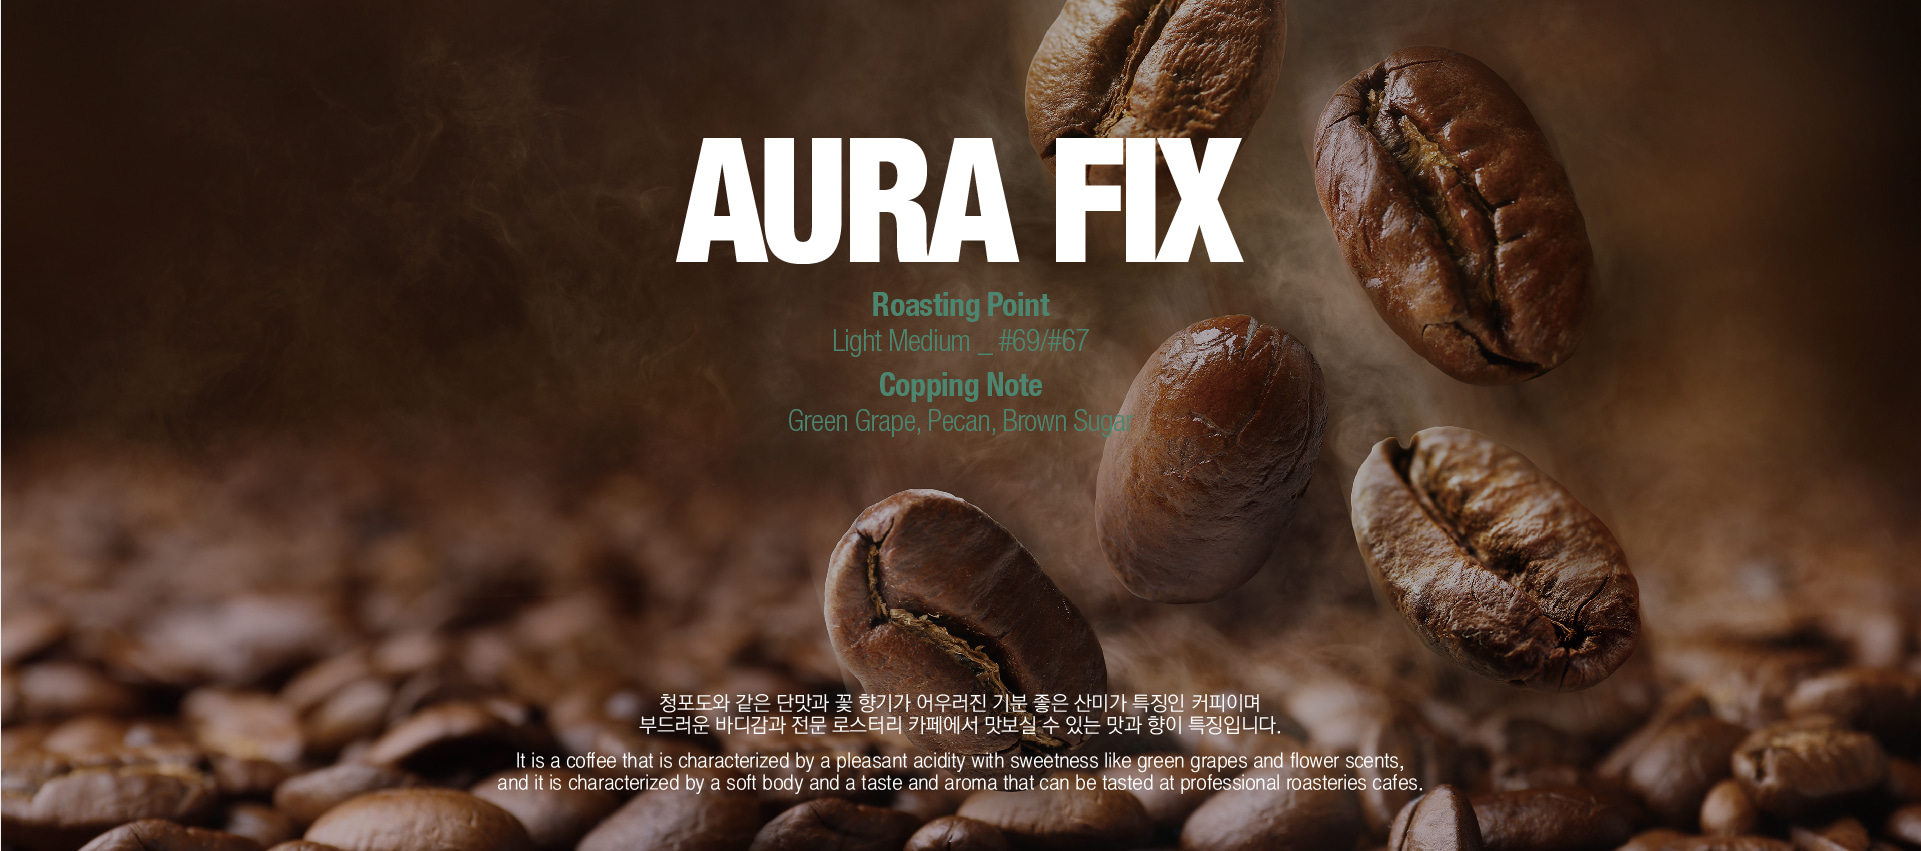 AURA FIX
Roasting Point
Light Medium _ #69/#67
Copping Note
Green Grape, Pecan, Brown Sugar
청포도와 같은 단맛과 꽃 향기가 어우러진 기분 좋은 산미가 특징인 커피이며
부드러운 바디감과 전문 로스터리 카페에서 맛보실 수 있는 맛과 향이 특징입니다.
It is a coffee that is characterized by a pleasant acidity with sweetness like green grapes and flower scents,
and it is characterized by a soft body and a taste and aroma that can be tasted at professional roasteries cafes.